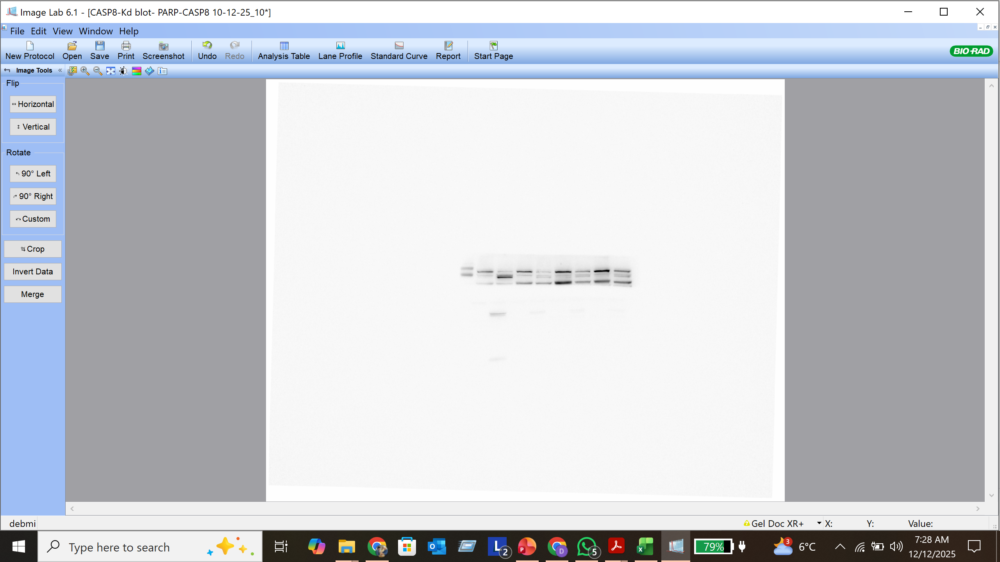 Image Lab 6.1 - [CASP8-Kd blot- PARP-CASP8 10-12-25_10*]
File Edit View Window Help
New Protocol Open Save Print Screenshot Undo Redo Analysis Table Lane Profile Standard Curve Report Start Page
BIO-RAD
Image Tools «
Flip
Horizontal
Vertical
Rotate
90° Left
90° Right
Custom
Crop
Invert Data
Merge
debmi Gel Doc XR+ X: Y: Value:
Type here to search
L 2
P
D
5
X
79%
3
6°C
7:28 AM
12/12/2025